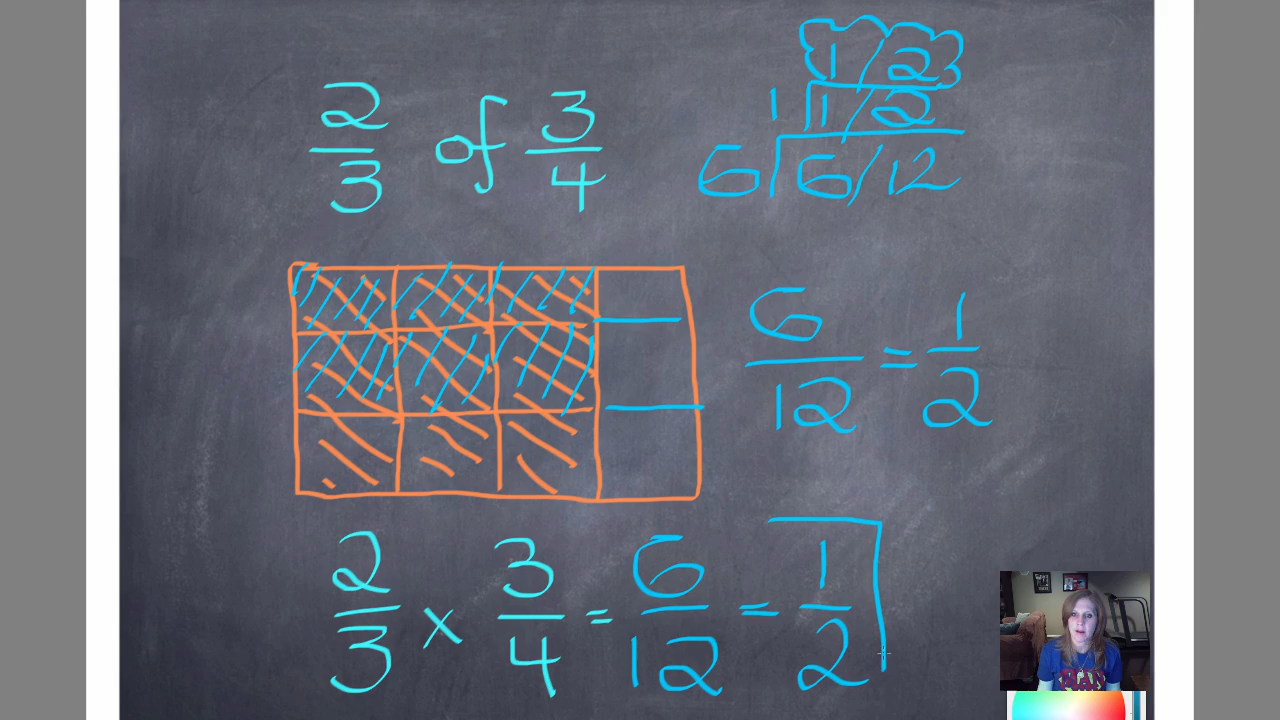 2/3 of 3/4
1/2
1 1/2
6 6/12
6/12 = 1/2
2/3 x 3/4 = 6/12 = 1/2